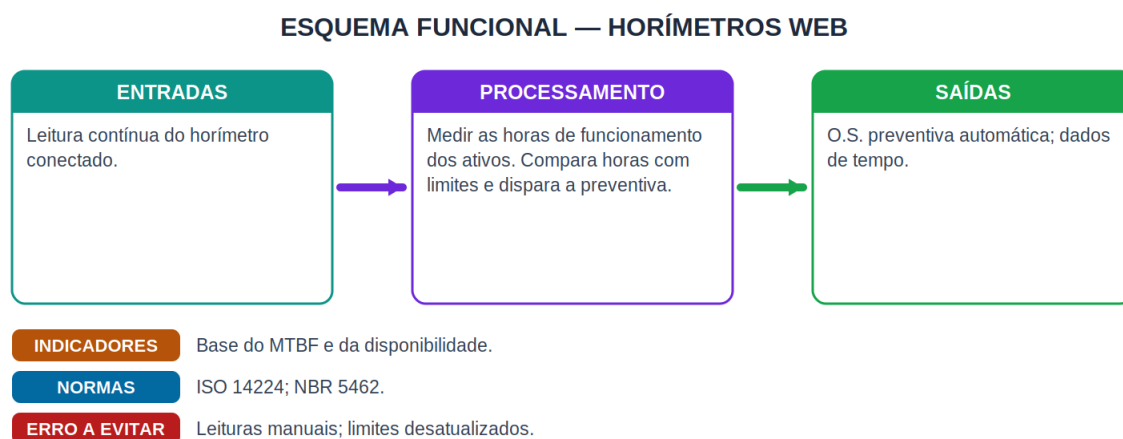 ESQUEMA FUNCIONAL — HORÍMETROS WEB
ENTRADAS
Leitura contínua do horímetro
conectado.
PROCESSAMENTO
Medir as horas de funcionamento
dos ativos. Compara horas com
limites e dispara a preventiva.
SAÍDAS
O.S. preventiva automática; dados
de tempo.
INDICADORES
Base do MTBF e da disponibilidade.
NORMAS
ISO 14224; NBR 5462.
ERRO A EVITAR
Leituras manuais; limites desatualizados.